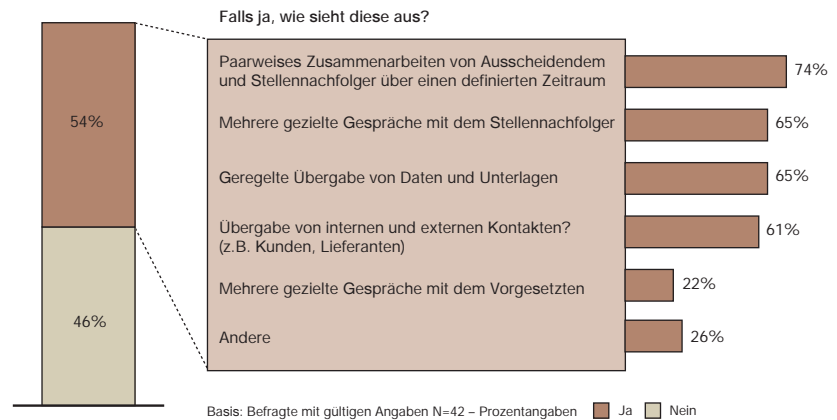 Falls ja, wie sieht diese aus?
54%
46%
Paarweises Zusammenarbeiten von Ausscheidendem
und Stellennachfolger über einen definierten Zeitraum
74%
Mehrere gezielte Gespräche mit dem Stellennachfolger
65%
Geregelte Übergabe von Daten und Unterlagen
65%
Übergabe von internen und externen Kontakten?
(z.B. Kunden, Lieferanten)
61%
Mehrere gezielte Gespräche mit dem Vorgesetzten
22%
Andere
26%
Basis: Befragte mit gültigen Angaben N=42 – Prozentangaben Ja Nein